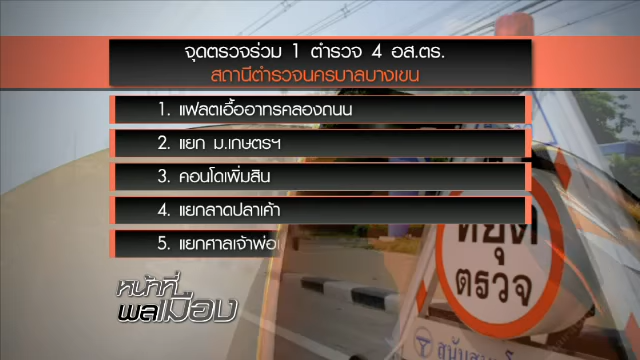 จุดตรวจร่วม 1 ตำรวจ 4 อส.ตร.
สถานีตำรวจนครบาลบางเขน
1. แฟลตเอื้ออาทรคลองถนน
2. แยก ม.เกษตรฯ
3. คอนโดเพิ่มสิน
4. แยกลาดปลาเค้า
5. แยกศาลเจ้าพ่อ
หยุด
ตรวจ
หน้าที่
พลเมือง